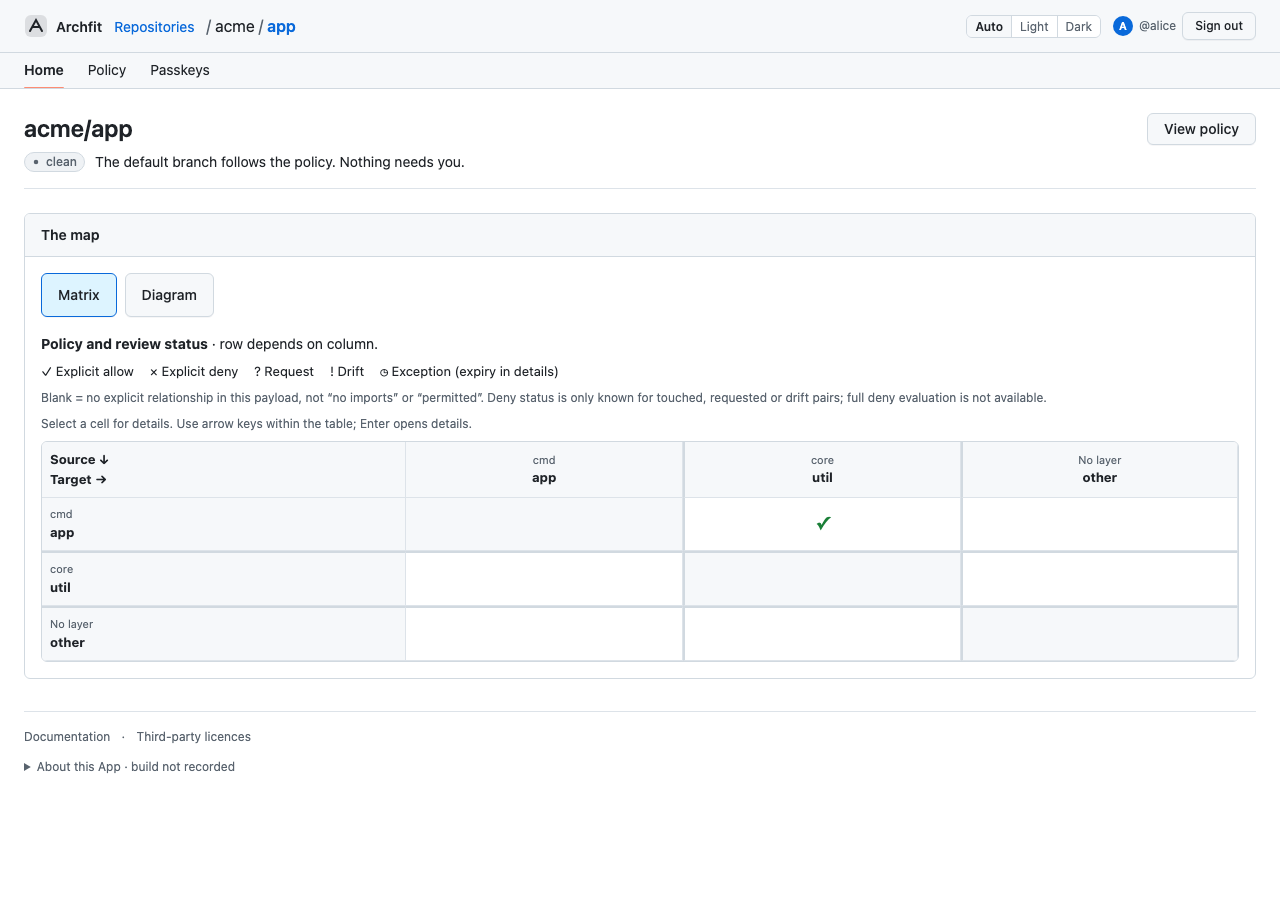 Archfit Repositories / acme / app Auto Light Dark A @alice Sign out
Home Policy Passkeys
acme/app View policy
• clean The default branch follows the policy. Nothing needs you.
The map
Matrix Diagram
Policy and review status · row depends on column.
✓ Explicit allow × Explicit deny ? Request ! Drift ◷ Exception (expiry in details)
Blank = no explicit relationship in this payload, not “no imports” or “permitted”. Deny status is only known for touched, requested or drift pairs; full deny evaluation is not available.
Select a cell for details. Use arrow keys within the table; Enter opens details.
Source ↓
Target →
cmd
app
core
util
No layer
other
cmd
app
✓
core
util
No layer
other
Documentation · Third-party licences
▶ About this App · build not recorded